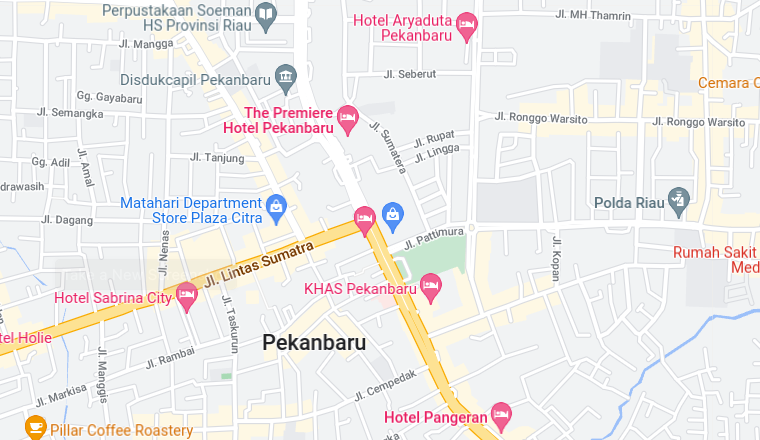 Perpustakaan Soeman
HS Provinsi Riau
Hotel Aryaduta
Pekanbaru
Jl. MH Thamrin
Jl. Mangga
Disdukcapil Pekanbaru
Jl. Seberut
Cemara
Gg. Gayabaru
Jl. Semangka
The Premiere
Hotel Pekanbaru
Jl. Sumatera
Jl. Rupat
Jl. Lingga
Jl. Ronggo Warsito
Jl. Ronggo Warsito
Gg. Adil
Jl. Amal
Jl. Tanjung
drawasih
Matahari Department
Store Plaza Citra
Polda Riau
Jl. Dagang
Jl. Nenas
Jl. Pattimura
Jl. Kopan
Jl. Lintas Sumatra
Rumah Sakit
Med
Hotel Sabrina City
KHAS Pekanbaru
Jl. Taskurun
tel Holie
Pekanbaru
Jl. Rambai
Jl. Manggis
Jl. Markisa
Jl. Cempedak
Hotel Pangeran
Pillar Coffee Roastery